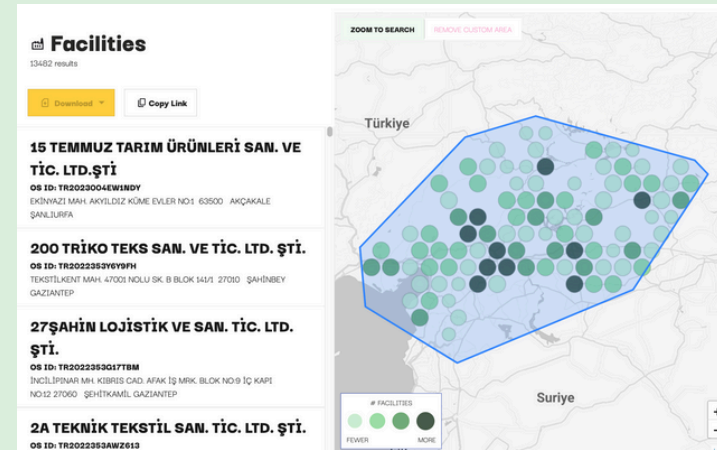 Facilities
13482 results
Download
Copy Link
15 TEMMUZ TARIM ÜRÜNLERİ SAN. VE
TİC. LTD.ŞTİ
OS ID: TR2023004EW1NDY
EKİNYAZI MAH. AKYILDIZ KÜME EVLER NO:1 63500 AKÇAKALE
ŞANLIURFA
200 TRİKO TEKS SAN. VE TİC. LTD. ŞTİ.
OS ID: TR2022353Y6Y9FH
TEKSTİLKENT MAH. 47001 NOLU SK. B BLOK 141/1 27010 ŞAHİNBEY
GAZIANTEP
27ŞAHİN LOJİSTİK VE SAN. TİC. LTD.
ŞTİ.
OS ID: TR2022353G17TBM
İNCİLİPINAR MH. KIBRIS CAD. AFAK İŞ MRK. BLOK NO:9 İÇ KAPI
NO:12 27060 ŞEHİTKAMİL GAZIANTEP
2A TEKNİK TEKSTİL SAN. TİC. LTD. ŞTİ.
OS ID: TR2022353AWZ613
ZOOM TO SEARCH
REMOVE CUSTOM AREA
Türkiye
Suriye
# FACILITIES
FEWER
MORE